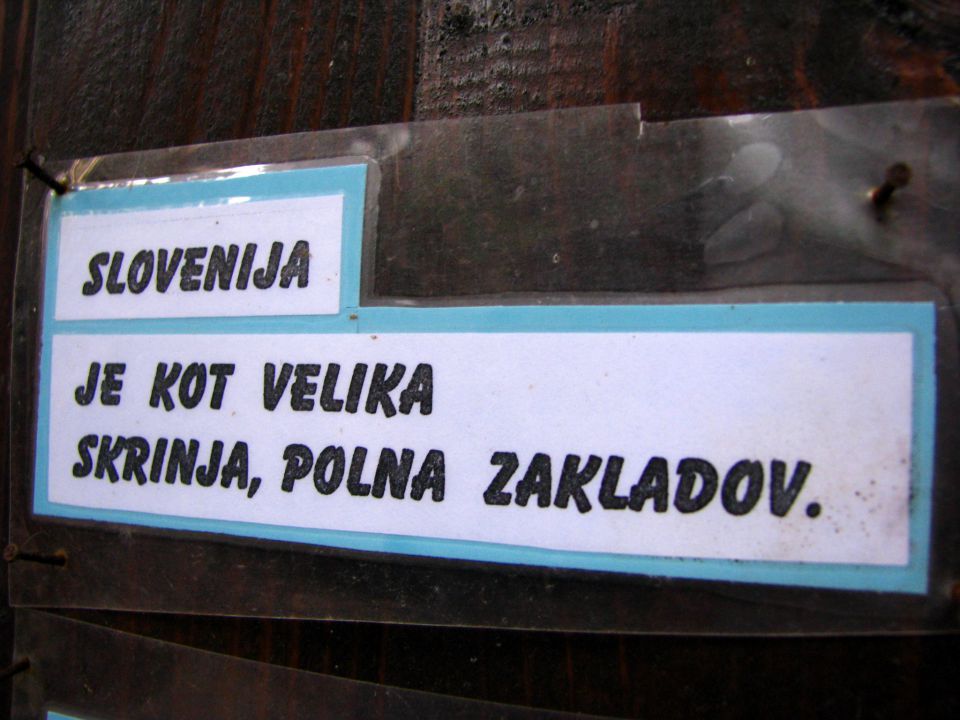 SLOVENIJA
JE KOT VELIKA
SKRINJA, POLNA ZAKLADOV.